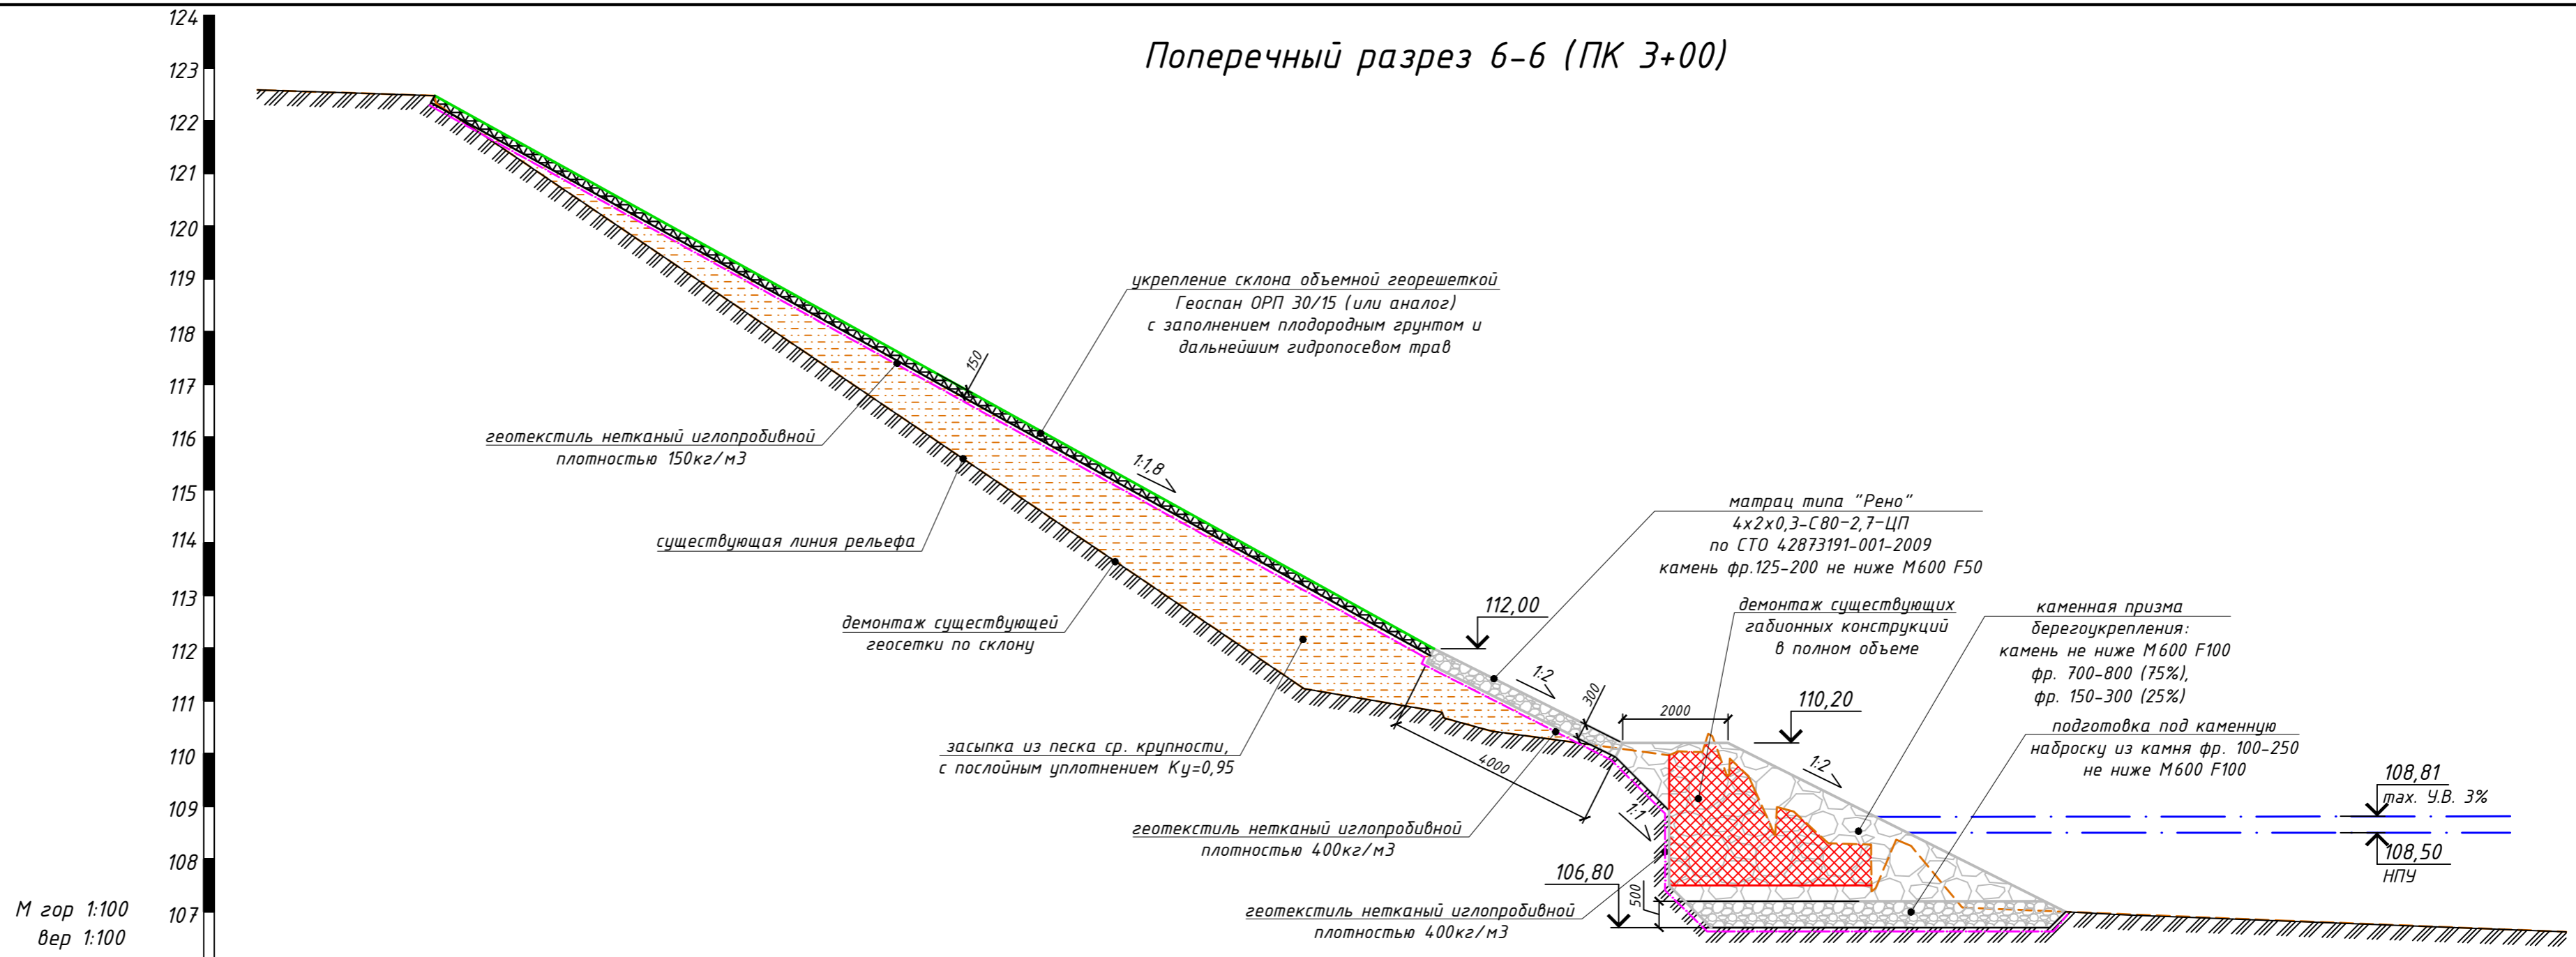 Поперечный разрез 6-6 (ПК 3+00)
124
123
122
121
120
119
118
117
116
115
114
113
112
111
110
109
108
107
М гор 1:100
вер 1:100
укрепление склона объемной георешеткой
Геоспан ОРП 30/15 (или аналог)
с заполнением плодородным грунтом и
дальнейшим гидропосевом трав
150
геотекстиль нетканый иглопробивной
плотностью 150кг/м3
1:1,8
существующая линия рельефа
матрац типа "Рено"
4х2х0,3-С80-2,7-ЦП
по СТО 42873191-001-2009
камень фр.125-200 не ниже М600 F50
демонтаж существующей
геосетки по склону
112,00
демонтаж существующих
габионных конструкций
в полном объеме
каменная призма
берегоукрепления:
камень не ниже М600 F100
фр. 700-800 (75%),
фр. 150-300 (25%)
1:2
300
2000
110,20
подготовка под каменную
наброску из камня фр. 100-250
не ниже М600 F100
засыпка из песка ср. крупности,
с послойным уплотнением Ку=0,95
4000
1:2
108,81
max. У.В. 3%
1:1
геотекстиль нетканый иглопробивной
плотностью 400кг/м3
108,50
НПУ
106,80
500
геотекстиль нетканый иглопробивной
плотностью 400кг/м3